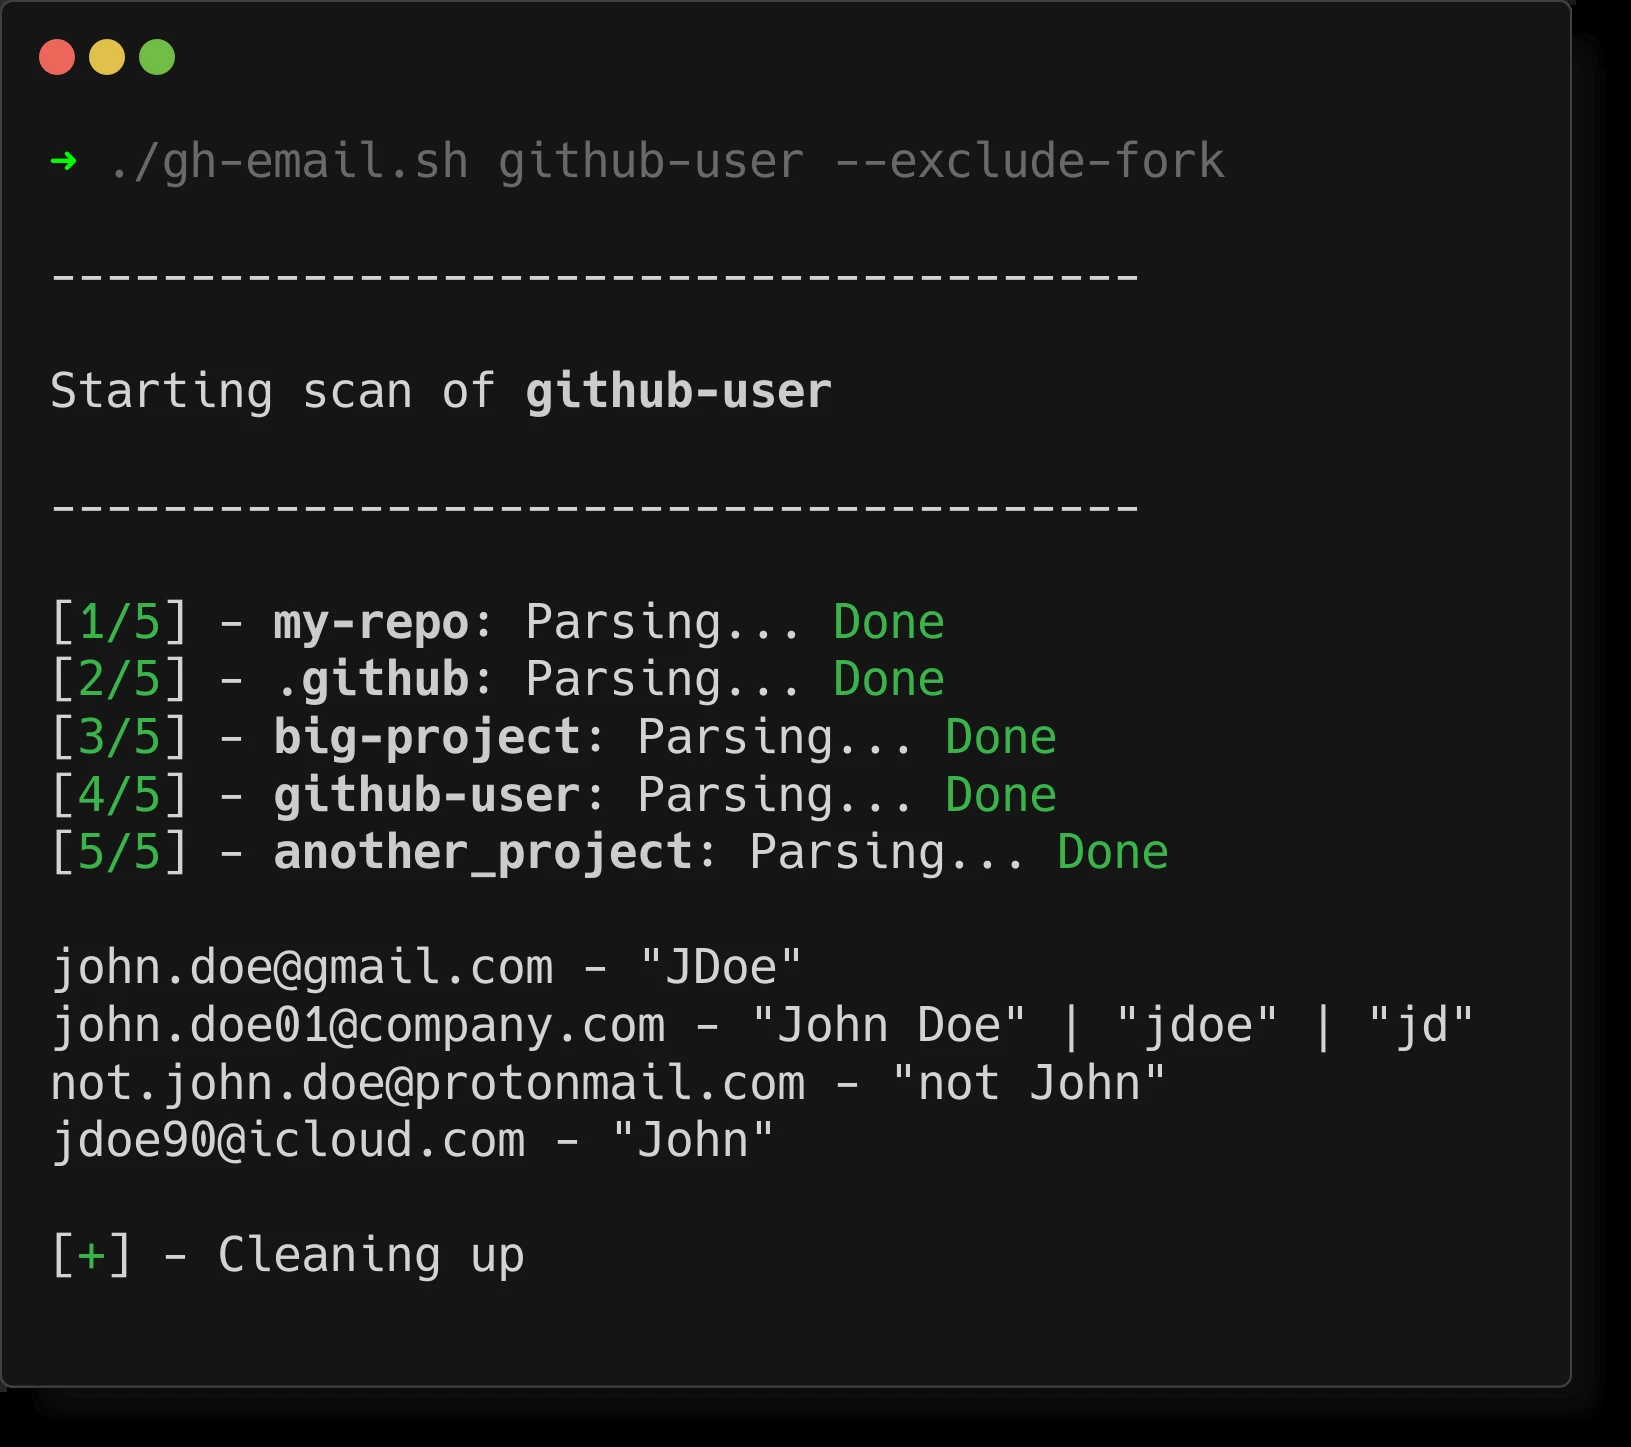 ➜ ./gh-email.sh github-user --exclude-fork
---------------------------------------
Starting scan of github-user
---------------------------------------
[1/5] - my-repo: Parsing... Done
[2/5] - .github: Parsing... Done
[3/5] - big-project: Parsing... Done
[4/5] - github-user: Parsing... Done
[5/5] - another_project: Parsing... Done
john.doe@gmail.com - "JDoe"
john.doe01@company.com - "John Doe" | "jdoe" | "jd"
not.john.doe@protonmail.com - "not John"
jdoe90@icloud.com - "John"
[+] - Cleaning up